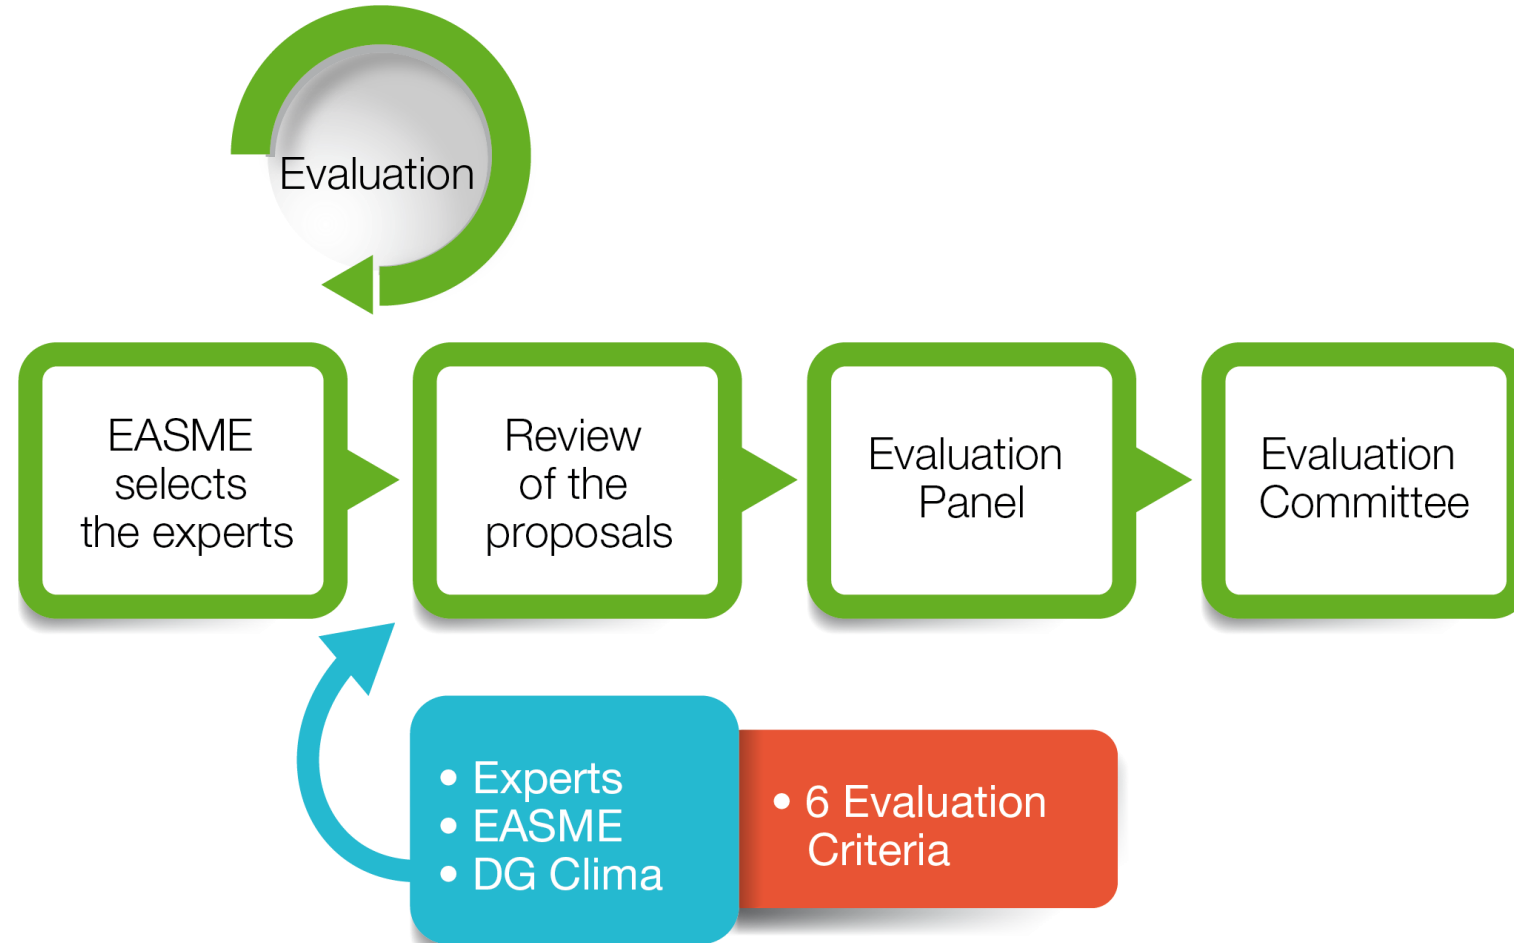 Evaluation
EASME
selects
the experts
Review
of the
proposals
Evaluation
Panel
Evaluation
Committee
• Experts
• EASME
• DG Clima
• 6 Evaluation
Criteria